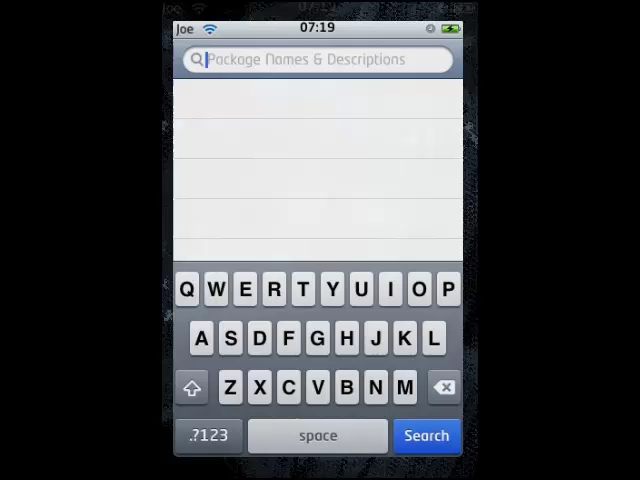 Joe 07:19
Package Names & Descriptions
Q W E R T Y U I O P
A S D F G H J K L
Z X C V B N M
.?123 space Search